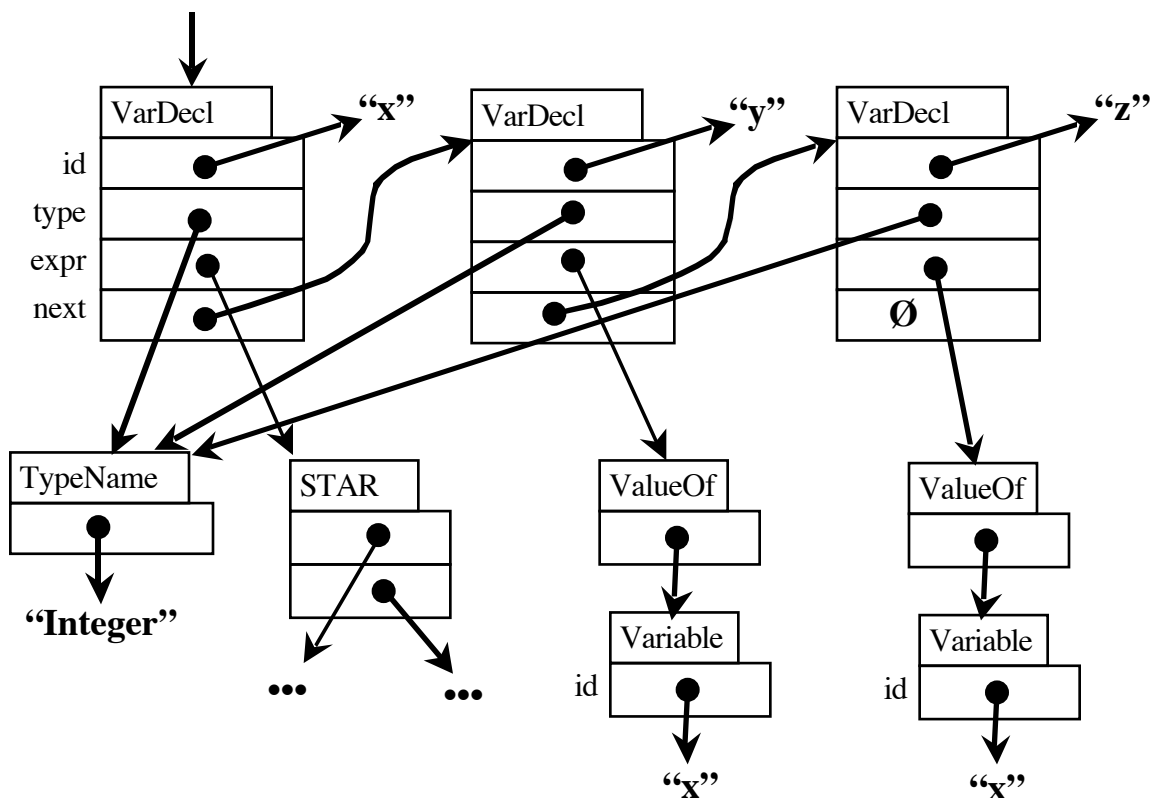 “x” “y” “z”
VarDecl VarDecl VarDecl
id
type
expr
next Ø
TypeName STAR ValueOf ValueOf
“Integer” Variable Variable
••• ••• id id
“x” “x”